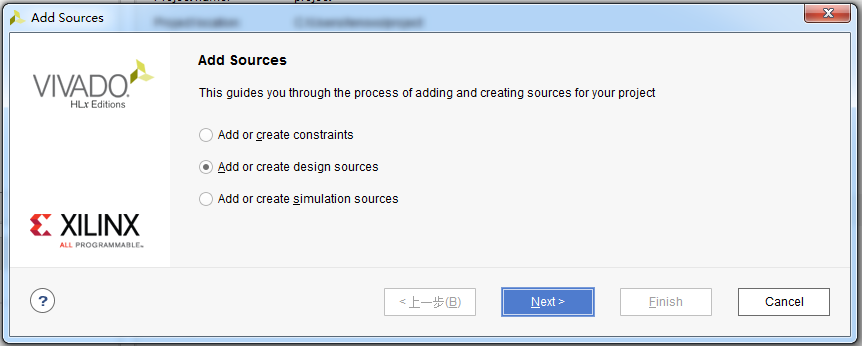 Add Sources
VIVADO.
HLx Editions
Add Sources
This guides you through the process of adding and creating sources for your project
Add or create constraints
Add or create design sources
Add or create simulation sources
XILINX
ALL PROGRAMMABLE™
?
< 上一步(B)
Next >
Finish
Cancel